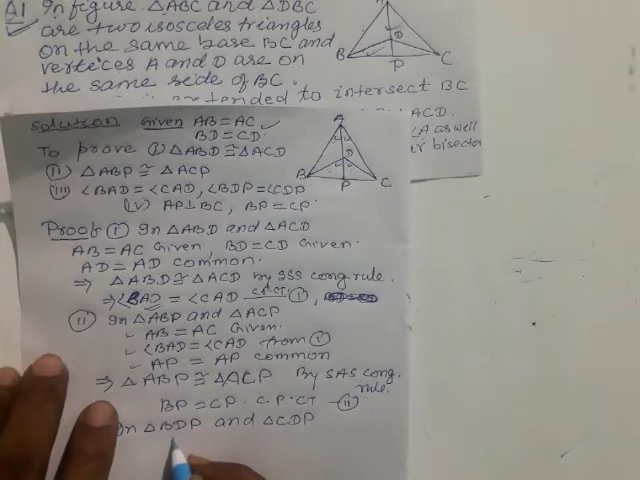 Q1 In figure △ABC and △DBC
are two isosceles triangles
on the same base BC and
vertices A and D are on
the same side of BC.
extended to intersect BC
ACD.
∠A as well
bisector
B
D
P
C
Solution Given AB=AC
BD=CD.
To prove (i) △ABD≅△ACD
(ii) △ABP ≅ △ACP
(iii) ∠BAD=∠CAD, ∠BDP=∠CDP
(iv) AP⊥BC, BP=CP.
A
B
D
P
C
Proof (i) In △ABD and △ACD
AB=AC Given, BD=CD Given.
AD=AD common.
⇒ △ABD≅△ACD by SSS cong. rule.
⇒∠BAD = ∠CAD CPCT (i),
(ii) In △ABP and △ACP
AB=AC Given.
∠BAD=∠CAD from (i)
AP = AP common
⇒ △ABP≅△ACP By SAS cong.
rule.
BP=CP. C.P.CT (ii)
In △BDP and △CDP